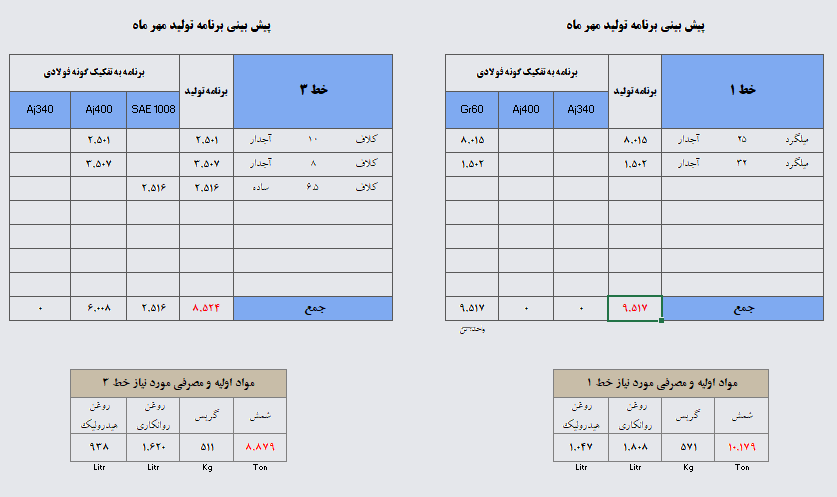 پیش بینی برنامه تولید مهر ماه
خط ۱ برنامه تولید برنامه به تفکیک گونه فولادی
Aj340 Aj400 Gr60
میلگرد ۲۵ آجدار ۸.۰۱۵ ۸.۰۱۵
میلگرد ۳۲ آجدار ۱.۵۰۲ ۱.۵۰۲
جمع ۹.۵۱۷ ۰ ۰ ۹.۵۱۷
مواد اولیه و مصرفی مورد نیاز خط ۱
شمش گریس روغن روانکاری روغن هیدرولیک
۱۰.۱۷۹ ۵۷۱ ۱.۸۰۸ ۱.۰۴۷
Ton Kg Litr Litr
پیش بینی برنامه تولید مهر ماه
خط ۳ برنامه تولید برنامه به تفکیک گونه فولادی
SAE 1008 Aj400 Aj340
کلاف ۱۰ آجدار ۲.۵۰۱ ۲.۵۰۱
کلاف ۸ آجدار ۳.۵۰۷ ۳.۵۰۷
کلاف ۶.۵ ساده ۲.۵۱۶ ۲.۵۱۶
جمع ۸.۵۲۴ ۲.۵۱۶ ۶.۰۰۸ ۰
مواد اولیه و مصرفی مورد نیاز خط ۳
شمش گریس روغن روانکاری روغن هیدرولیک
۸.۸۷۹ ۵۱۱ ۱.۶۲۰ ۹۳۸
Ton Kg Litr Litr